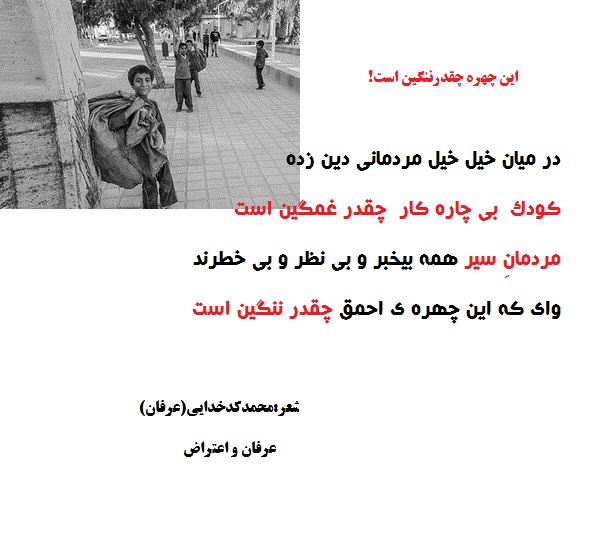 این چهره چقدرننگین است!
در میان خیل خیل مردمانی دین زده
کودک بی چاره کار چقدر غمگین است
مردمانِ سیر همه بیخبر و بی نظر و بی خطرند
وای که این چهره ی احمق چقدر ننگین است
شعر:محمدکدخدایی(عرفان)
عرفان و اعتراض